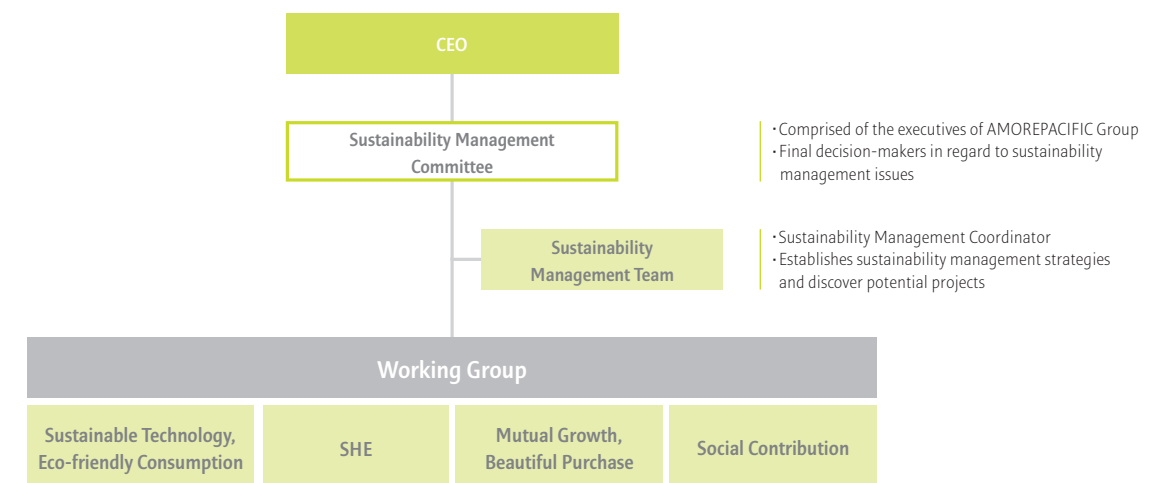 CEO
Sustainability Management
Committee
·Comprised of the executives of AMOREPACIFIC Group
·Final decision-makers in regard to sustainability
management issues
Sustainability
Management Team
·Sustainability Management Coordinator
·Establishes sustainability management strategies
and discover potential projects
Working Group
Sustainable Technology,
Eco-friendly Consumption
SHE
Mutual Growth,
Beautiful Purchase
Social Contribution